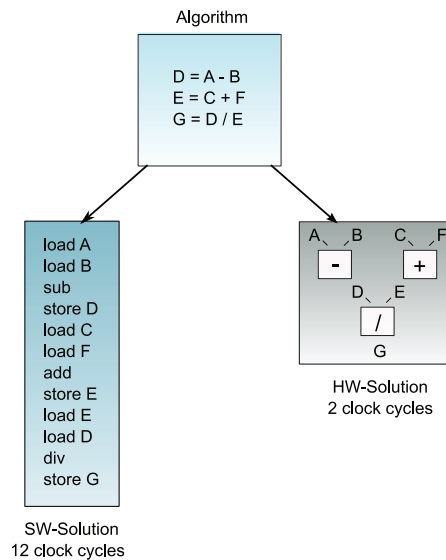 Algorithm
D = A - B
E = C + F
G = D / E
load A
load B
sub
store D
load C
load F
add
store E
load E
load D
div
store G
SW-Solution
12 clock cycles
A B C F
- +
D E
/
G
HW-Solution
2 clock cycles